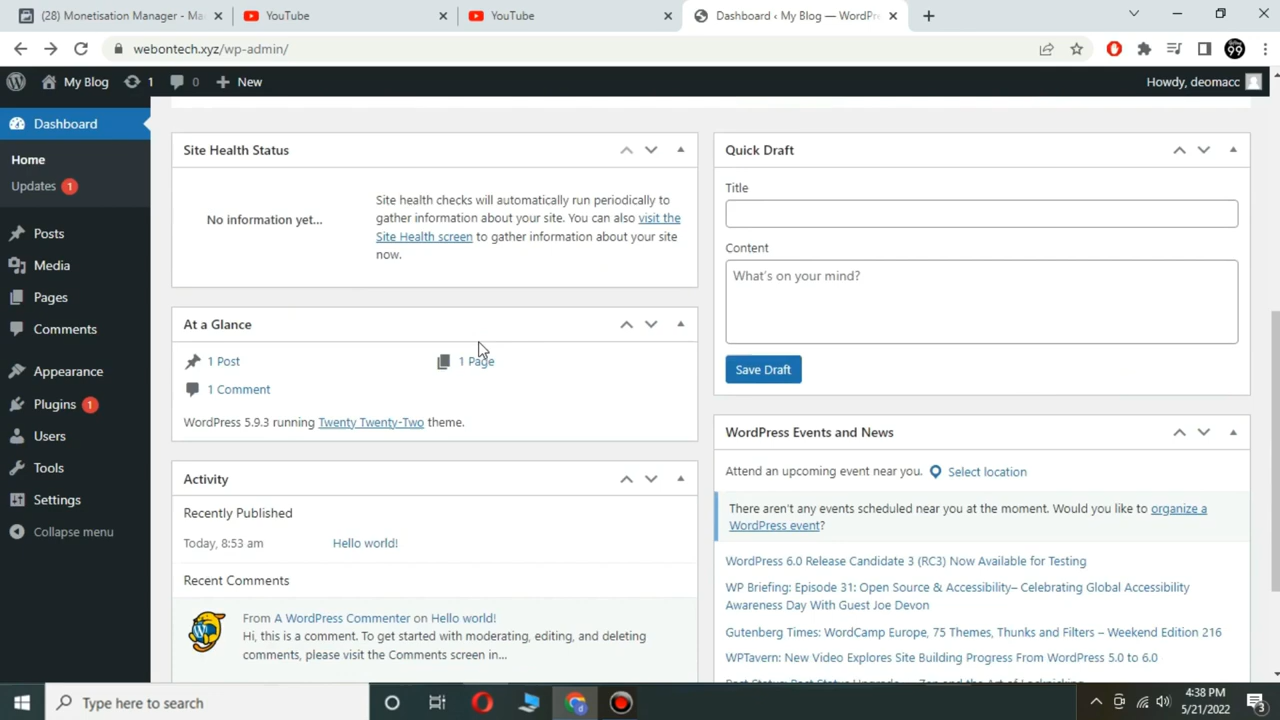 (28) Monetisation Manager - Ma
YouTube
YouTube
Dashboard ‹ My Blog — WordPre
webontech.xyz/wp-admin/
My Blog
1
0
New
Howdy, deomacc
Dashboard
Home
Updates 1
Posts
Media
Pages
Comments
Appearance
Plugins 1
Users
Tools
Settings
Collapse menu
Site Health Status
No information yet...
Site health checks will automatically run periodically to
gather information about your site. You can also visit the
Site Health screen to gather information about your site
now.
At a Glance
1 Post
1 Page
1 Comment
WordPress 5.9.3 running Twenty Twenty-Two theme.
Activity
Recently Published
Today, 8:53 am
Hello world!
Recent Comments
From A WordPress Commenter on Hello world!
Hi, this is a comment. To get started with moderating, editing, and deleting
comments, please visit the Comments screen in...
Quick Draft
Title
Content
What's on your mind?
Save Draft
WordPress Events and News
Attend an upcoming event near you. Select location
There aren't any events scheduled near you at the moment. Would you like to organize a
WordPress event?
WordPress 6.0 Release Candidate 3 (RC3) Now Available for Testing
WP Briefing: Episode 31: Open Source & Accessibility– Celebrating Global Accessibility
Awareness Day With Guest Joe Devon
Gutenberg Times: WordCamp Europe, 75 Themes, Thunks and Filters – Weekend Edition 216
WPTavern: New Video Explores Site Building Progress From WordPress 5.0 to 6.0
Type here to search
4:38 PM
5/21/2022
3